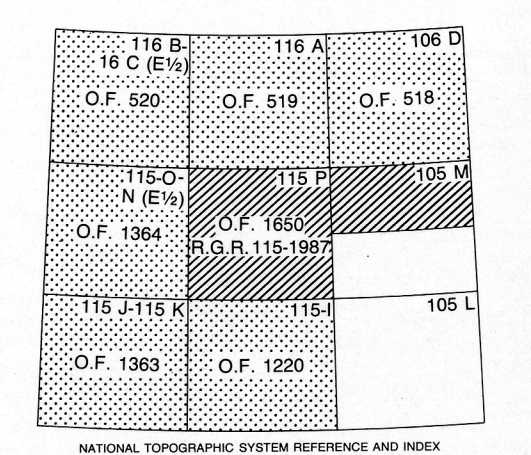 116 B-
16 C (E½)
O.F. 520
116 A
O.F. 519
106 D
O.F. 518
115-O-
N (E½)
O.F. 1364
115 P
O.F. 1650
R.G.R. 115-1987
105 M
115 J-115 K
O.F. 1363
115-I
O.F. 1220
105 L
NATIONAL TOPOGRAPHIC SYSTEM REFERENCE AND INDEX